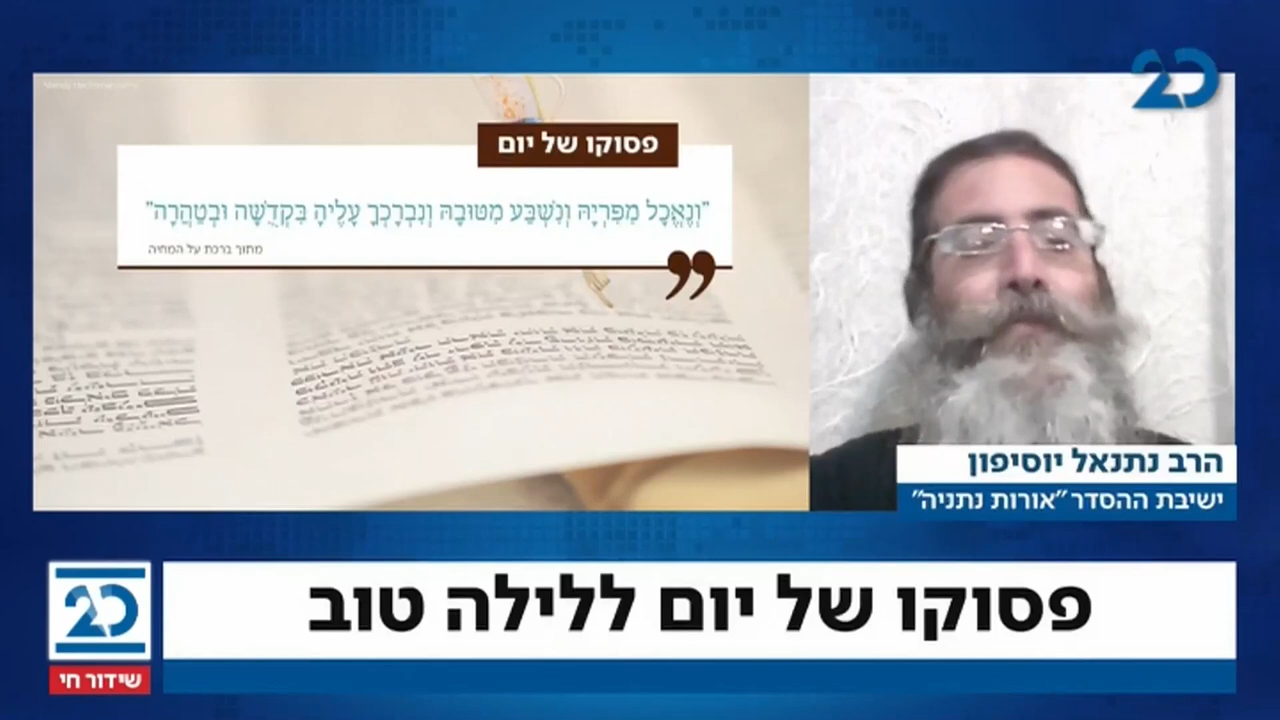 20
פסוקו של יום
"וְנֶאֱכָל מִפִּרְיָהּ וְנִשְׂבַּע מִטּוּבָהּ וְנִבְרָכְךָ עָלֶיהָ בִּקְדֻשָּׁה וּבְטָהֳרָה"
מתוך ברכת על המחיה
הרב נתנאל יוסיפון
ישיבת ההסדר "אורות נתניה"
פסוקו של יום ללילה טוב
20
שידור חי